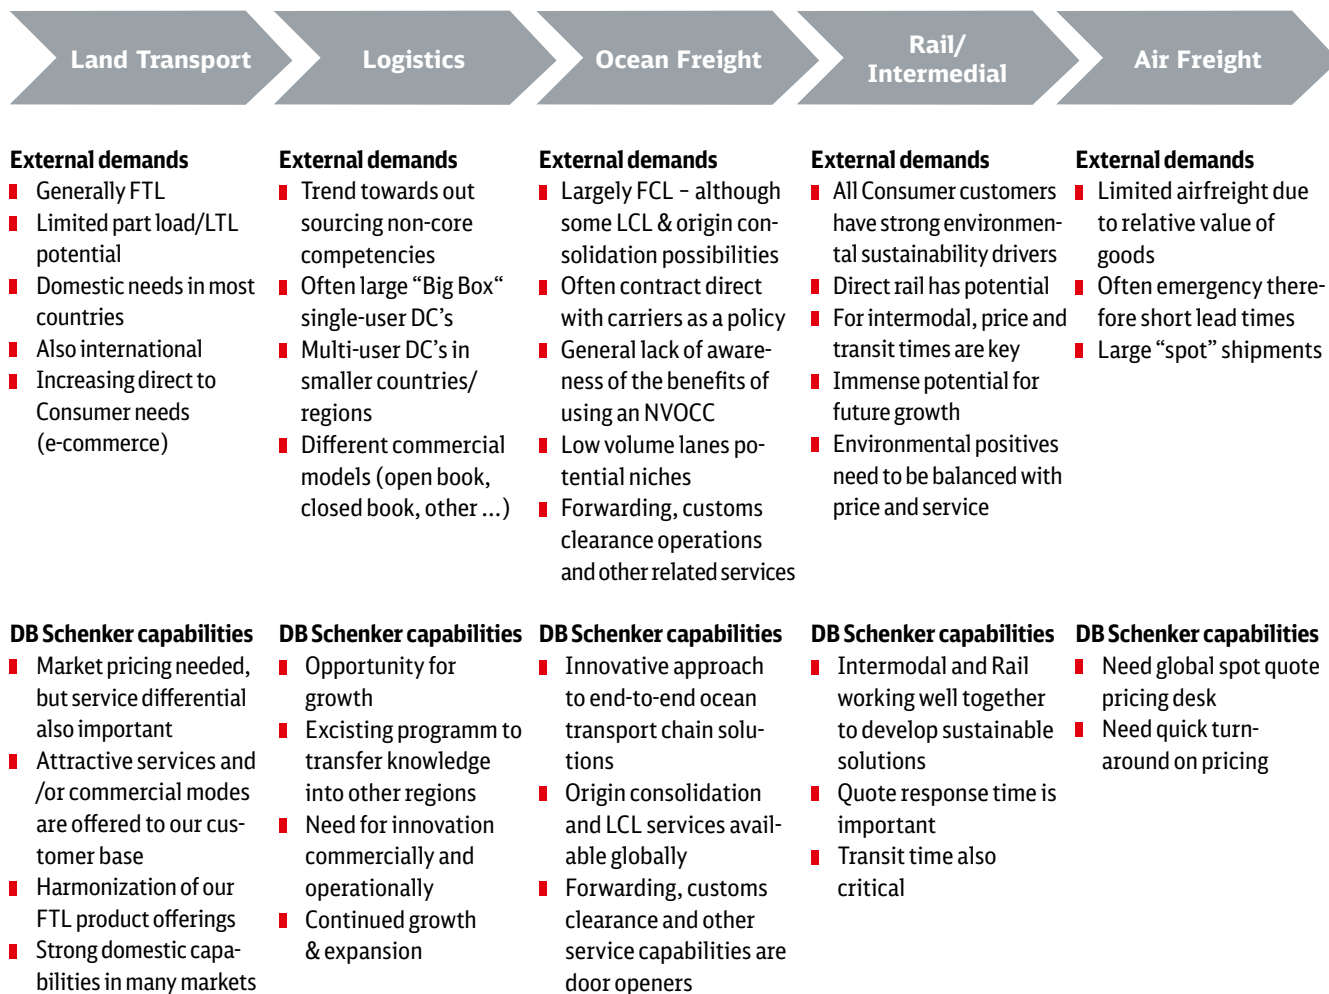 Land Transport
Logistics
Ocean Freight
Rail/
Intermedial
Air Freight
External demands
Generally FTL
Limited part load/LTL
potential
Domestic needs in most
countries
Also international
Increasing direct to
Consumer needs
(e-commerce)
External demands
Trend towards out
sourcing non-core
competencies
Often large “Big Box“
single-user DC’s
Multi-user DC’s in
smaller countries/
regions
Different commercial
models (open book,
closed book, other ...)
External demands
Largely FCL – although
some LCL & origin con-
solidation possibilities
Often contract direct
with carriers as a policy
General lack of aware-
ness of the benefits of
using an NVOCC
Low volume lanes po-
tential niches
Forwarding, customs
clearance operations
and other related services
External demands
All Consumer customers
have strong environmen-
tal sustainability drivers
Direct rail has potential
For intermodal, price and
transit times are key
Immense potential for
future growth
Environmental positives
need to be balanced with
price and service
External demands
Limited airfreight due
to relative value of
goods
Often emergency there-
fore short lead times
Large “spot” shipments
DB Schenker capabilities
Market pricing needed,
but service differential
also important
Attractive services and
/or commercial modes
are offered to our cus-
tomer base
Harmonization of our
FTL product offerings
Strong domestic capa-
bilities in many markets
DB Schenker capabilities
Opportunity for
growth
Excisting programm to
transfer knowledge
into other regions
Need for innovation
commercially and
operationally
Continued growth
& expansion
DB Schenker capabilities
Innovative approach
to end-to-end ocean
transport chain solu-
tions
Origin consolidation
and LCL services avail-
able globally
Forwarding, customs
clearance and other
service capabilities are
door openers
DB Schenker capabilities
Intermodal and Rail
working well together
to develop sustainable
solutions
Quote response time is
important
Transit time also
critical
DB Schenker capabilities
Need global spot quote
pricing desk
Need quick turn-
around on pricing